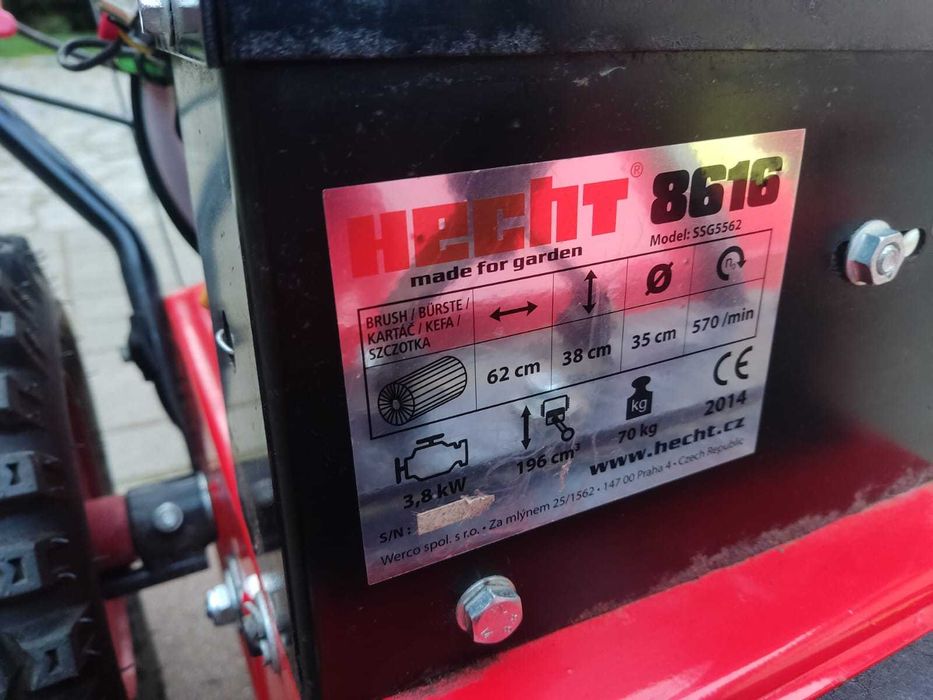 HECHT® 8616
made for garden
Model: SSG5562
BRUSH / BÜRSTE /
KARTÁČ / KEFA /
SZCZOTKA
n₀
62 cm
38 cm
35 cm
570 /min
kg
CE
3,8 kW
196 cm³
70 kg
2014
www.hecht.cz
S/N :
Werco spol. s r.o. • Za mlýnem 25/1562 • 147 00 Praha 4 • Czech Republic